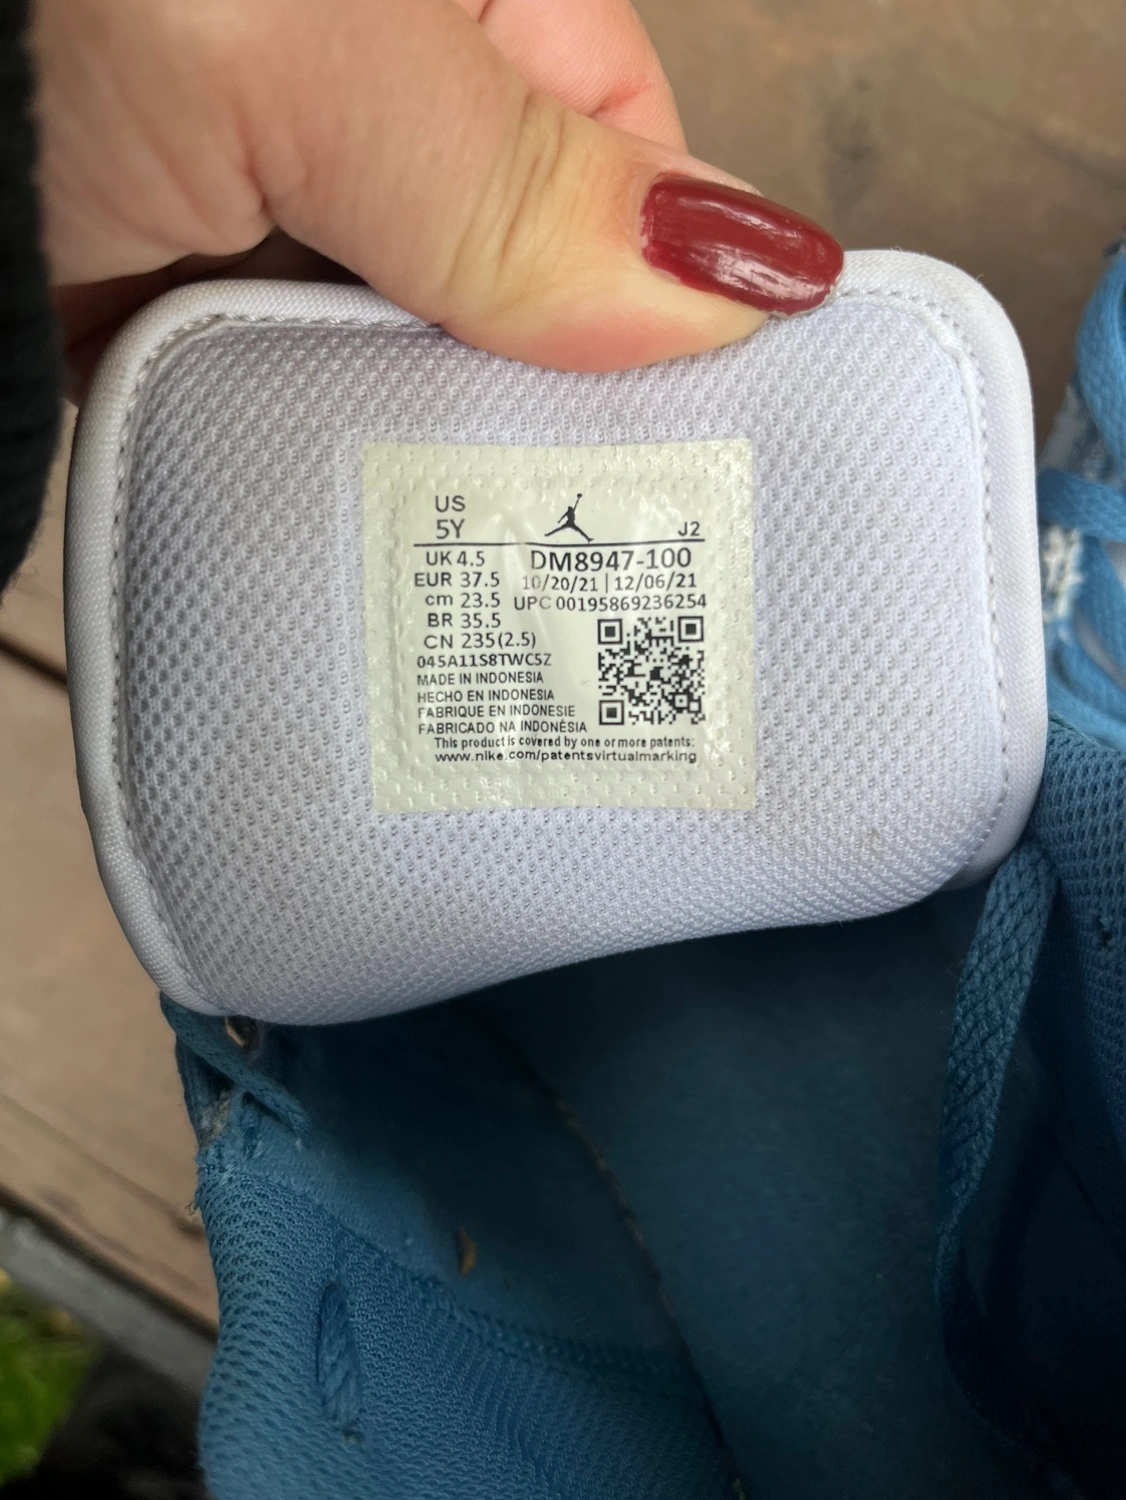 US
5Y J2
UK 4.5 DM8947-100
EUR 37.5 10/20/21 | 12/06/21
cm 23.5 UPC 00195869236254
BR 35.5
CN 235(2.5)
045A11S8TWC5Z
MADE IN INDONESIA
HECHO EN INDONESIA
FABRIQUE EN INDONESIE
FABRICADO NA INDONÉSIA
This product is covered by one or more patents:
www.nike.com/patentsvirtualmarking